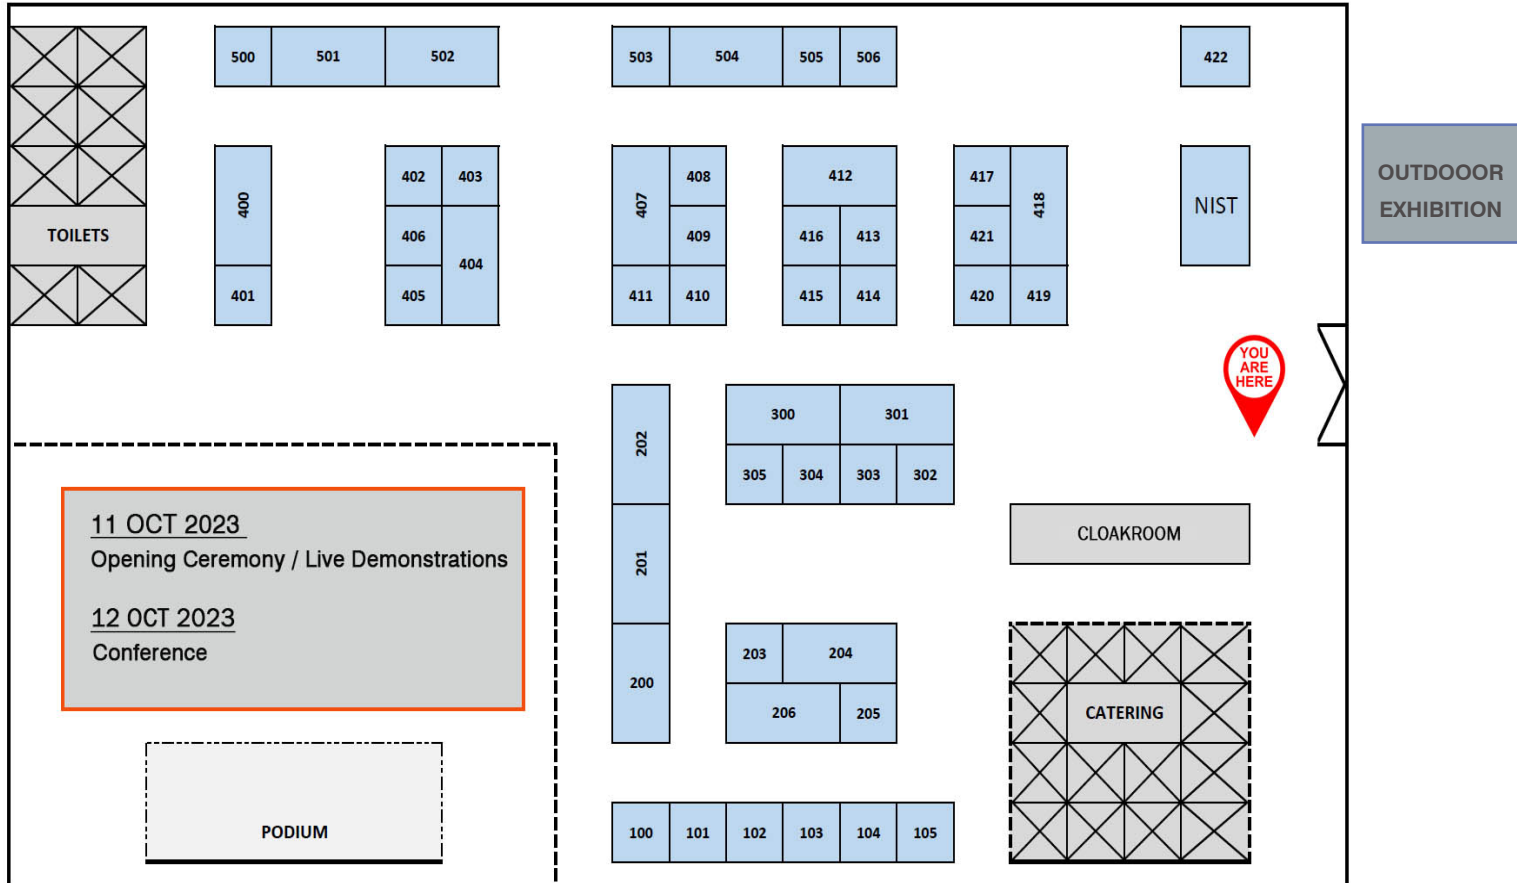 500 501 502 503 504 505 506 422
400 402 403 407 408 412 417 418 NIST
OUTDOOOR
EXHIBITION
TOILETS
406 404 409 416 413 421
401 405 411 410 415 414 420 419
YOU
ARE
HERE
300 301
202
305 304 303 302
11 OCT 2023
Opening Ceremony / Live Demonstrations
12 OCT 2023
Conference
CLOAKROOM
201
203 204
200
206 205
CATERING
PODIUM
100 101 102 103 104 105